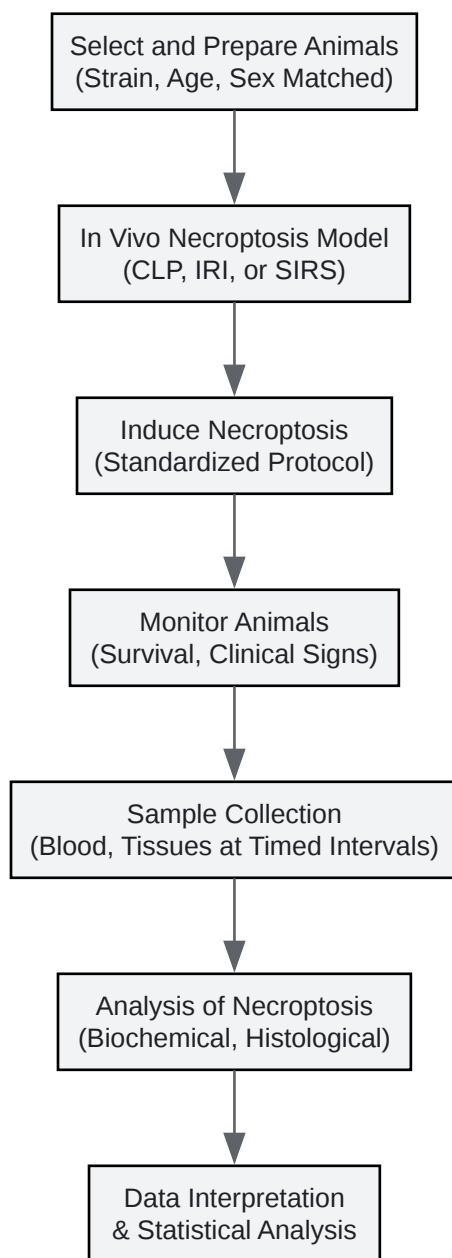 Select and Prepare Animals
(Strain, Age, Sex Matched)
In Vivo Necroptosis Model
(CLP, IRI, or SIRS)
Induce Necroptosis
(Standardized Protocol)
Monitor Animals
(Survival, Clinical Signs)
Sample Collection
(Blood, Tissues at Timed Intervals)
Analysis of Necroptosis
(Biochemical, Histological)
Data Interpretation
& Statistical Analysis